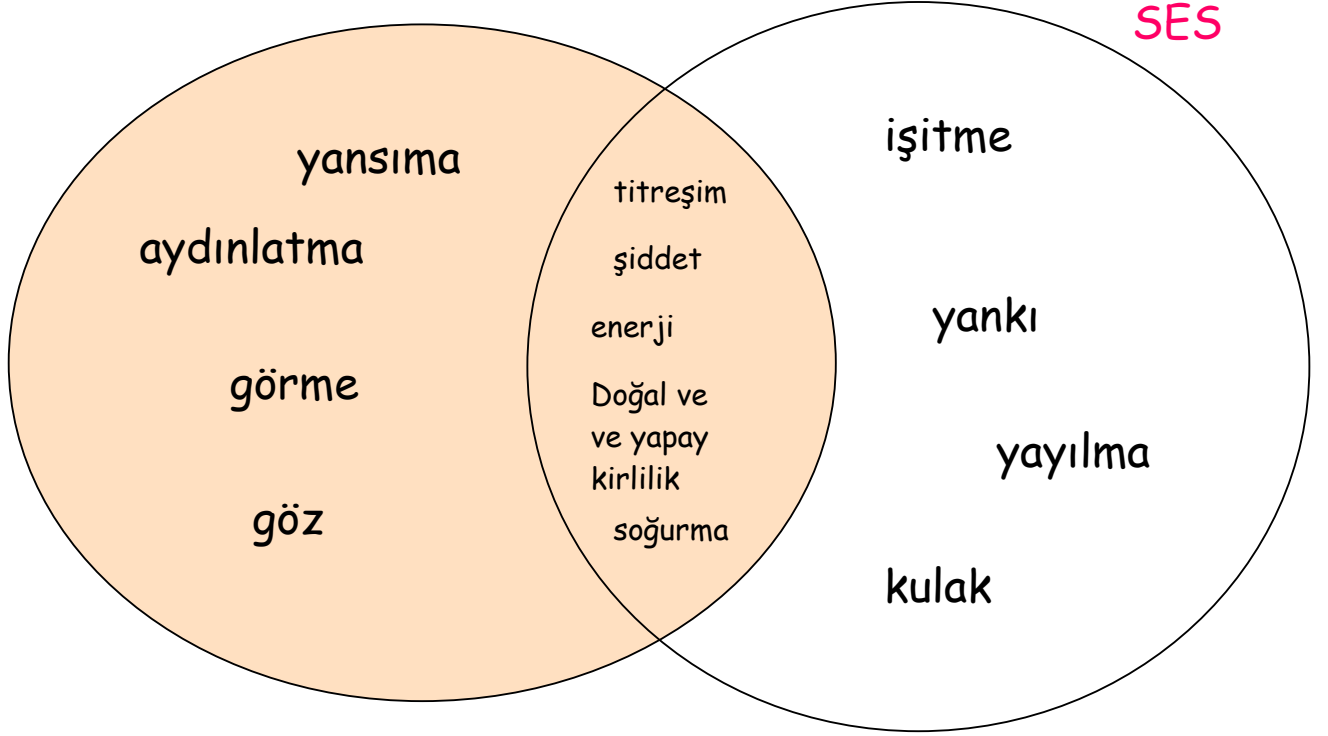 SES
yansıma
aydınlatma
görme
göz
titreşim
şiddet
enerji
Doğal ve
ve yapay
kirlilik
soğurma
işitme
yankı
yayılma
kulak